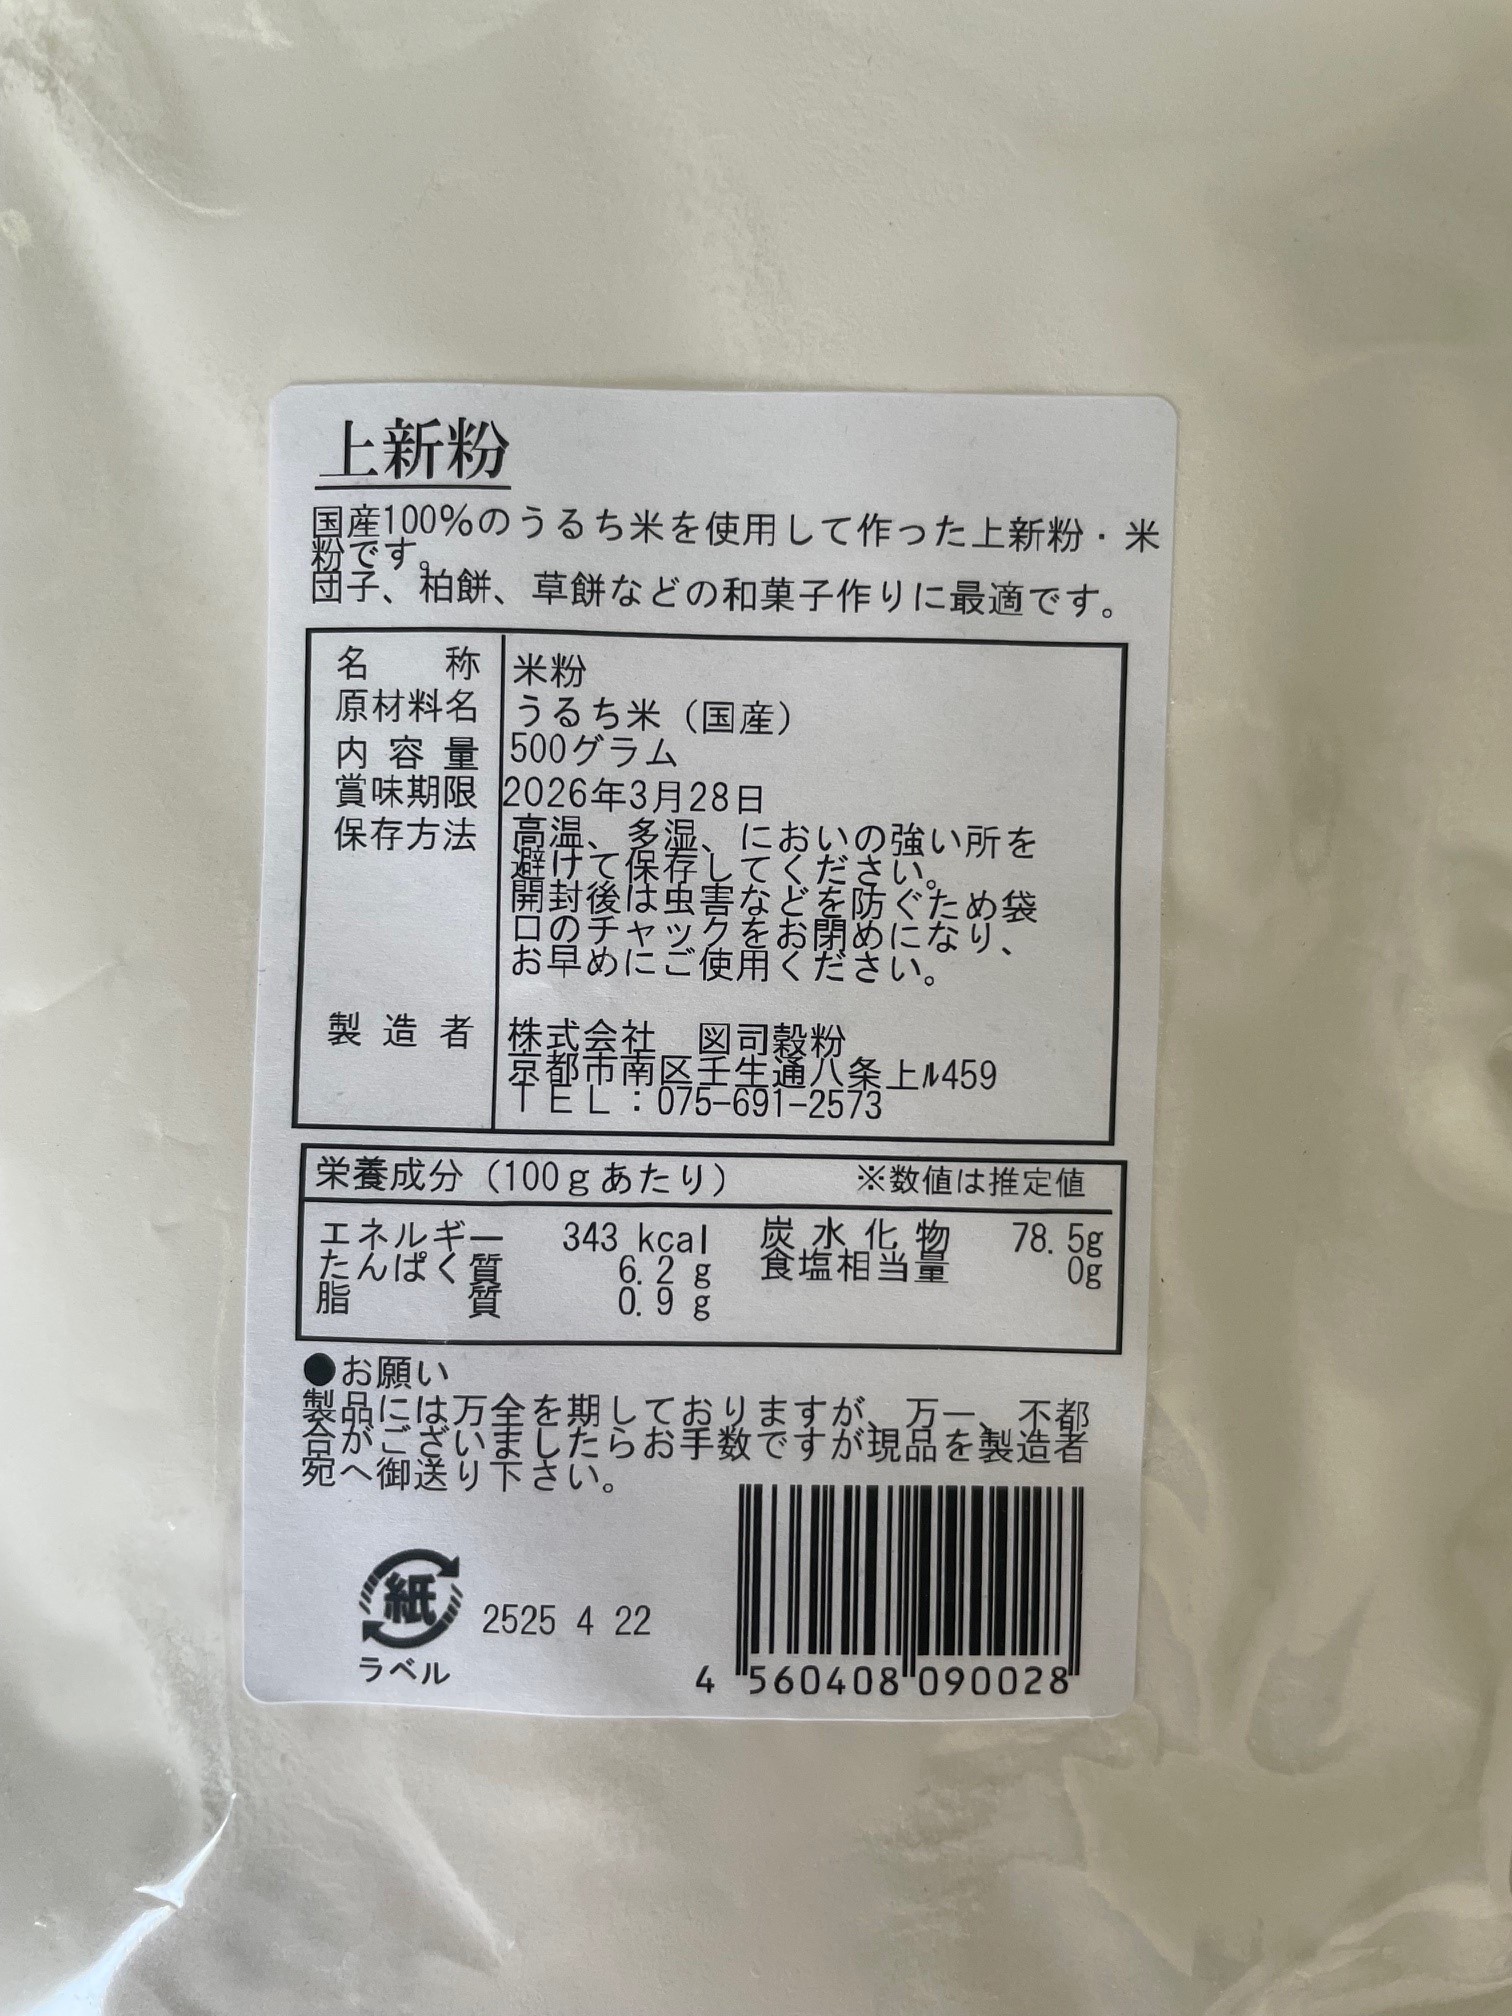 上新粉
国産100%のうるち米を使用して作った上新粉・米
粉です。
団子、柏餅、草餅などの和菓子作りに最適です。
名　　称 米粉
原材料名 うるち米（国産）
内 容 量 500グラム
賞味期限 2026年3月28日
保存方法 高温、多湿、においの強い所を
避けて保存してください。
開封後は虫害などを防ぐため袋
口のチャックをお閉めになり、
お早めにご使用ください。
製 造 者 株式会社　図司穀粉
京都市南区壬生通八条上ル459
TEL：075-691-2573
栄養成分（100gあたり）　※数値は推定値
エネルギー 343 kcal 炭水化物 78.5g
たんぱく質 6.2 g 食塩相当量 0g
脂　　質 0.9 g
●お願い
製品には万全を期しておりますが、万一、不都
合がございましたらお手数ですが現品を製造者
宛へ御送り下さい。
紙
ラベル
2525 4 22
4 560408 090028